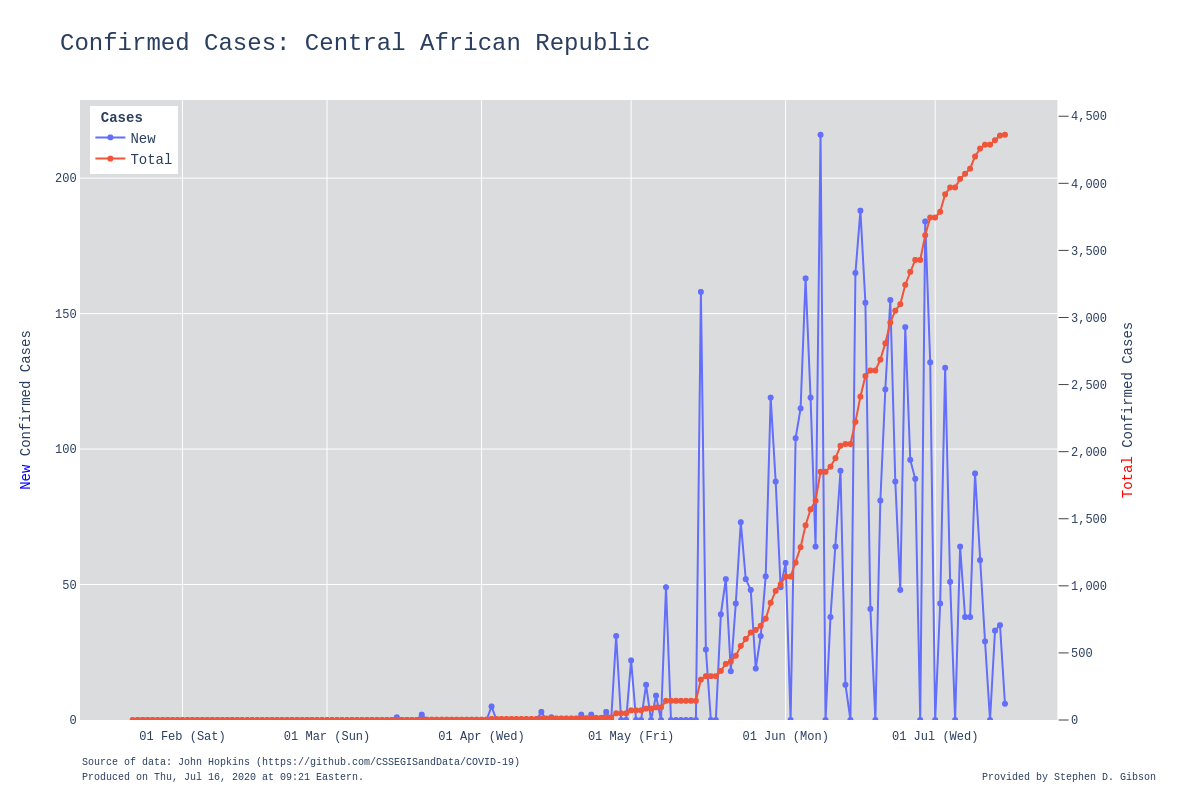 Confirmed Cases: Central African Republic
Cases
New
Total
200
150
100
50
0
4,500
4,000
3,500
3,000
2,500
2,000
1,500
1,000
500
0
New Confirmed Cases
Total Confirmed Cases
01 Feb (Sat)
01 Mar (Sun)
01 Apr (Wed)
01 May (Fri)
01 Jun (Mon)
01 Jul (Wed)
Source of data: John Hopkins (https://github.com/CSSEGISandData/COVID-19)
Produced on Thu, Jul 16, 2020 at 09:21 Eastern.
Provided by Stephen D. Gibson